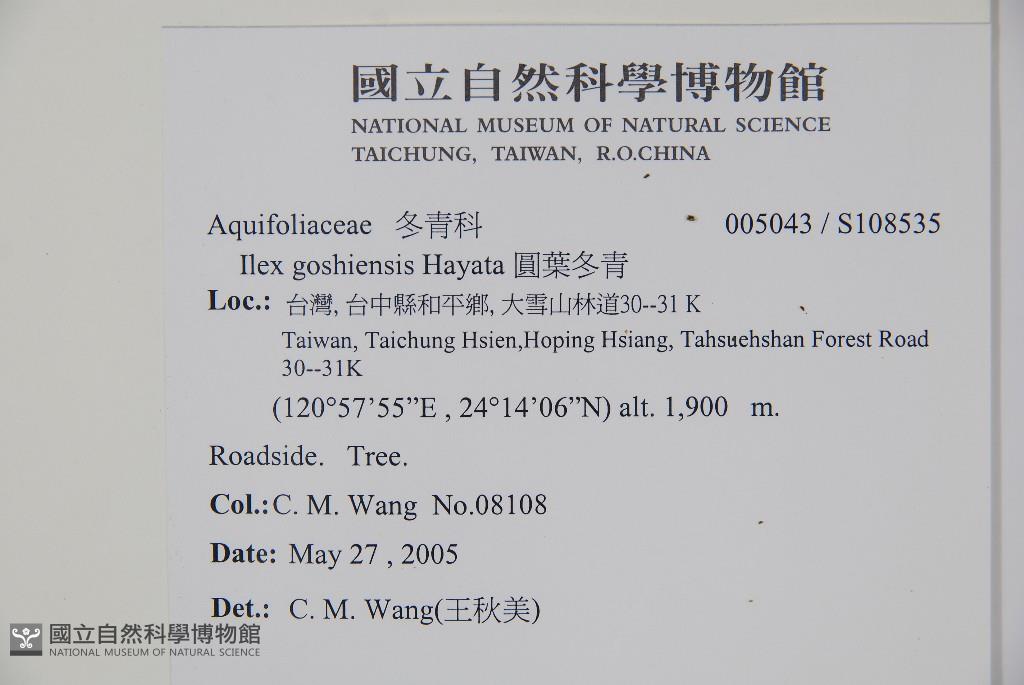 國立自然科學博物館
NATIONAL MUSEUM OF NATURAL SCIENCE
TAICHUNG, TAIWAN, R.O.CHINA
Aquifoliaceae 冬青科 005043 / S108535
Ilex goshiensis Hayata 圓葉冬青
Loc.: 台灣, 台中縣和平鄉, 大雪山林道30--31 K
Taiwan, Taichung Hsien,Hoping Hsiang, Tahsuehshan Forest Road
30--31K
(120°57’55”E , 24°14’06”N) alt. 1,900 m.
Roadside. Tree.
Col.: C. M. Wang No.08108
Date: May 27 , 2005
Det.: C. M. Wang(王秋美)
國立自然科學博物館
NATIONAL MUSEUM OF NATURAL SCIENCE